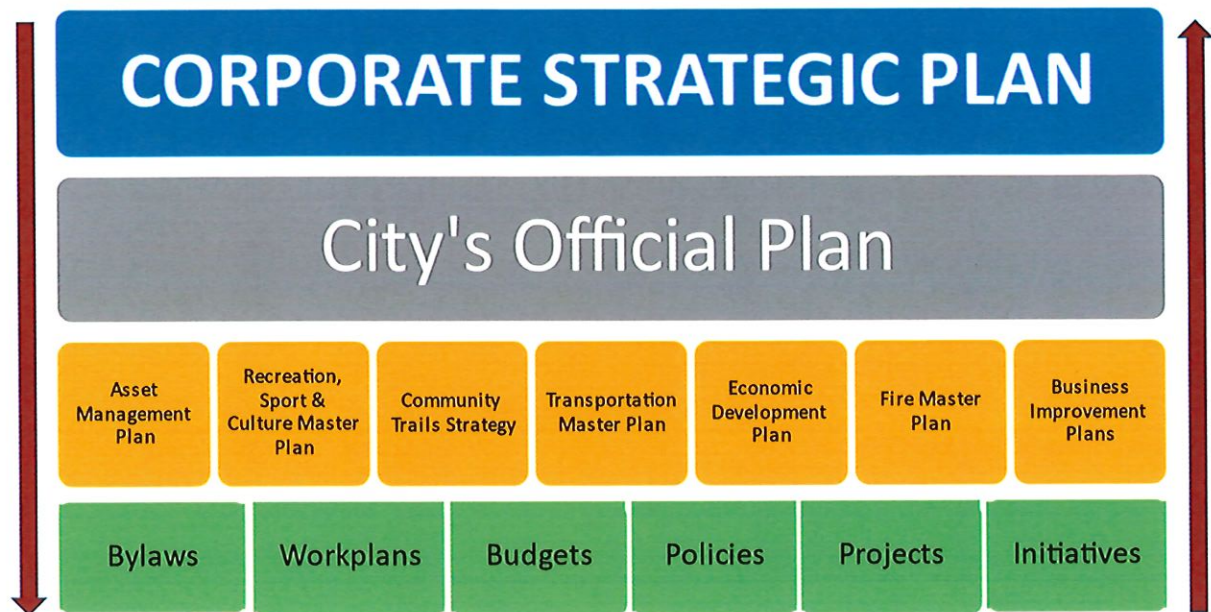 CORPORATE STRATEGIC PLAN
City's Official Plan
Asset
Management
Plan
Recreation,
Sport &
Culture Master
Plan
Community
Trails Strategy
Transportation
Master Plan
Economic
Development
Plan
Fire Master
Plan
Business
Improvement
Plans
Bylaws
Workplans
Budgets
Policies
Projects
Initiatives